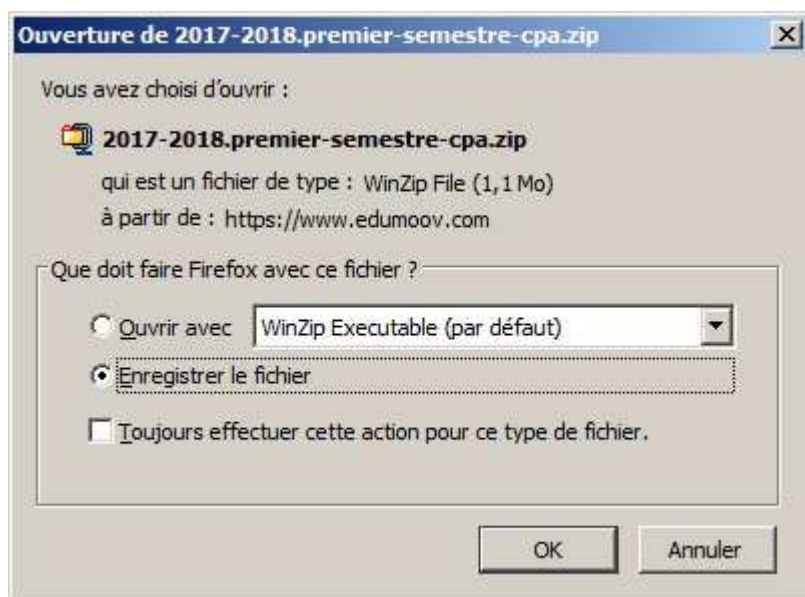 Ouverture de 2017-2018.premier-semestre-cpa.zip
Vous avez choisi d'ouvrir :
2017-2018.premier-semestre-cpa.zip
qui est un fichier de type : WinZip File (1,1 Mo)
à partir de : https://www.edumoov.com
Que doit faire Firefox avec ce fichier ?
Ouvrir avec WinZip Executable (par défaut)
Enregistrer le fichier
Toujours effectuer cette action pour ce type de fichier.
OK Annuler